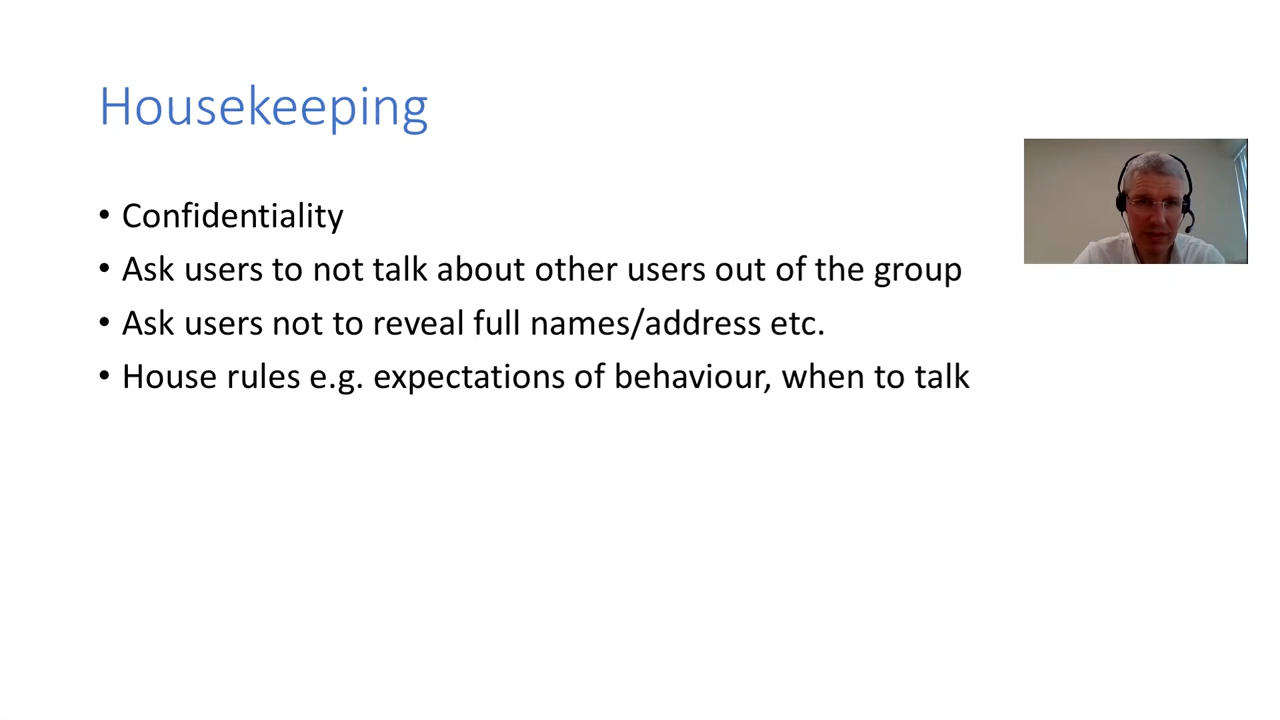 Housekeeping
• Confidentiality
• Ask users to not talk about other users out of the group
• Ask users not to reveal full names/address etc.
• House rules e.g. expectations of behaviour, when to talk